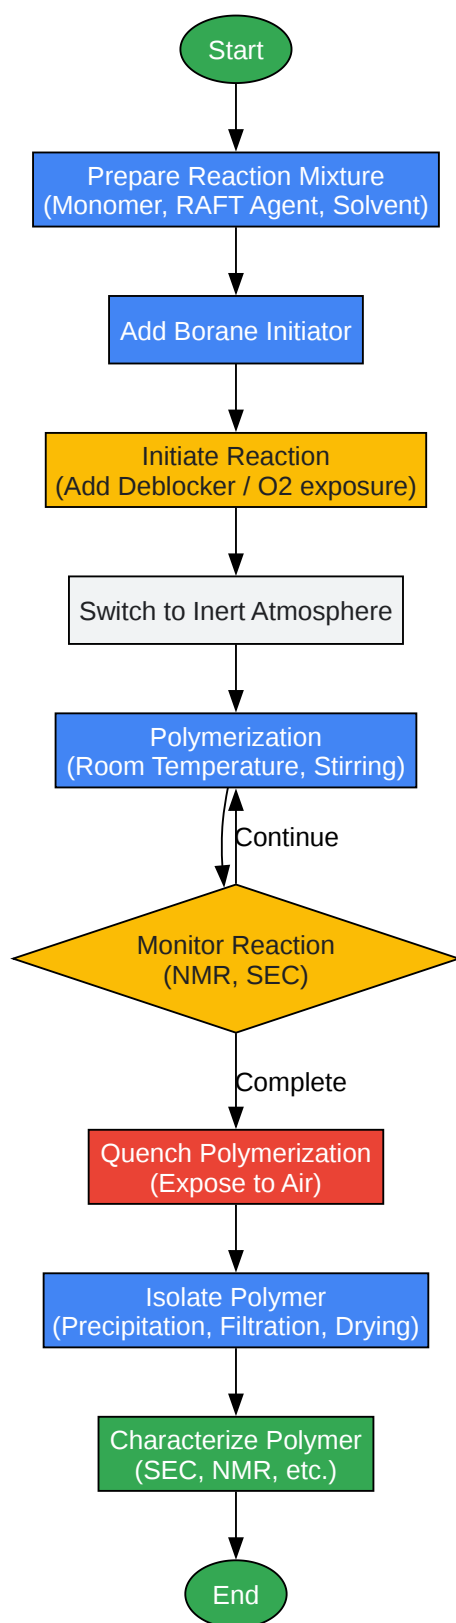 Start
Prepare Reaction Mixture
(Monomer, RAFT Agent, Solvent)
Add Borane Initiator
Initiate Reaction
(Add Deblocker / O2 exposure)
Switch to Inert Atmosphere
Polymerization
(Room Temperature, Stirring)
Continue
Monitor Reaction
(NMR, SEC)
Complete
Quench Polymerization
(Expose to Air)
Isolate Polymer
(Precipitation, Filtration, Drying)
Characterize Polymer
(SEC, NMR, etc.)
End